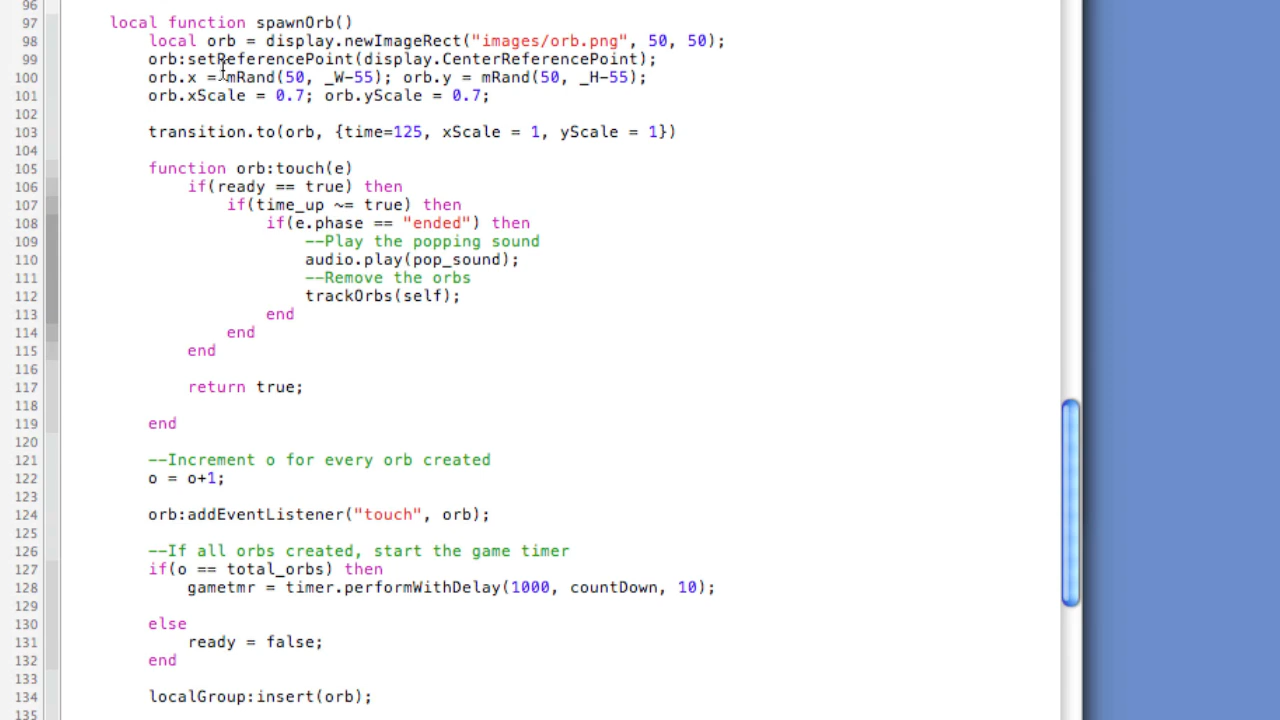 96
97 local function spawnOrb()
98 local orb = display.newImageRect("images/orb.png", 50, 50);
99 orb:setReferencePoint(display.CenterReferencePoint);
100 orb.x = mRand(50, _W-55); orb.y = mRand(50, _H-55);
101 orb.xScale = 0.7; orb.yScale = 0.7;
102
103 transition.to(orb, {time=125, xScale = 1, yScale = 1})
104
105 function orb:touch(e)
106 if(ready == true) then
107 if(time_up ~= true) then
108 if(e.phase == "ended") then
109 --Play the popping sound
110 audio.play(pop_sound);
111 --Remove the orbs
112 trackOrbs(self);
113 end
114 end
115 end
116
117 return true;
118
119 end
120
121 --Increment o for every orb created
122 o = o+1;
123
124 orb:addEventListener("touch", orb);
125
126 --If all orbs created, start the game timer
127 if(o == total_orbs) then
128 gametmr = timer.performWithDelay(1000, countDown, 10);
129
130 else
131 ready = false;
132 end
133
134 localGroup:insert(orb);
135